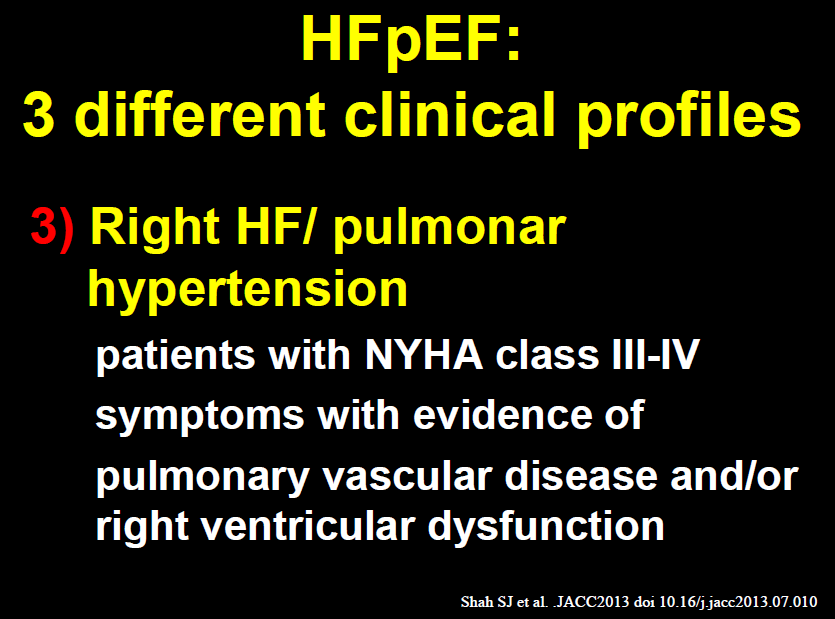 HFpEF:
3 different clinical profiles
3) Right HF/ pulmonar
hypertension
patients with NYHA class III-IV
symptoms with evidence of
pulmonary vascular disease and/or
right ventricular dysfunction
Shah SJ et al. .JACC2013 doi 10.16/j.jacc2013.07.010